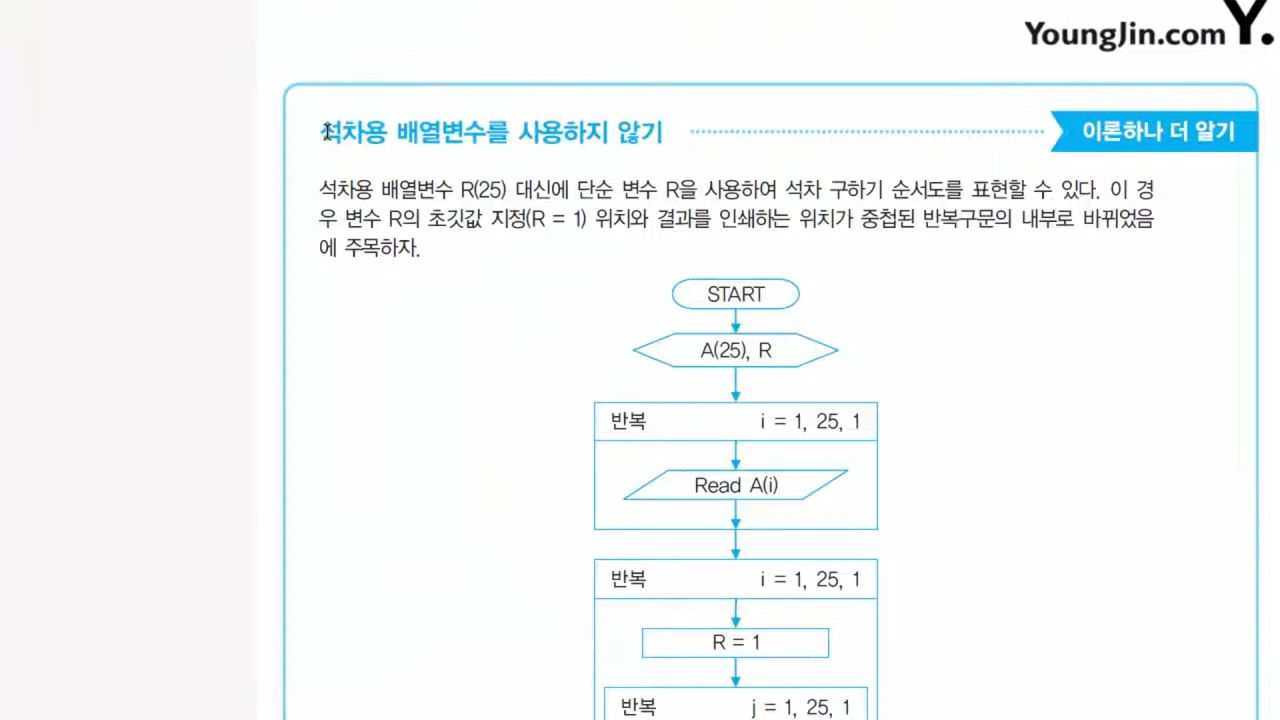 YoungJin.com Y.
석차용 배열변수를 사용하지 않기
이론하나 더 알기
석차용 배열변수 R(25) 대신에 단순 변수 R을 사용하여 석차 구하기 순서도를 표현할 수 있다. 이 경
우 변수 R의 초깃값 지정(R = 1) 위치와 결과를 인쇄하는 위치가 중첩된 반복구문의 내부로 바뀌었음
에 주목하자.
START
A(25), R
반복 i = 1, 25, 1
Read A(i)
반복 i = 1, 25, 1
R = 1
반복 j = 1, 25, 1